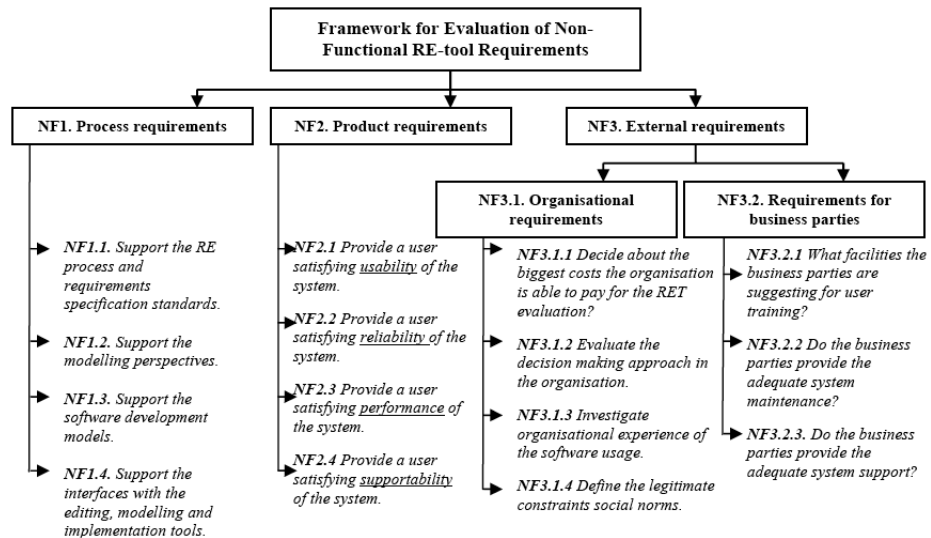 Framework for Evaluation of Non-
Functional RE-tool Requirements
NF1. Process requirements
NF2. Product requirements
NF3. External requirements
NF3.1. Organisational
requirements
NF3.2. Requirements for
business parties
NF1.1. Support the RE
process and
requirements
specification standards.
NF1.2. Support the
modelling perspectives.
NF1.3. Support the
software development
models.
NF1.4. Support the
interfaces with the
editing, modelling and
implementation tools.
NF2.1 Provide a user
satisfying usability of the
system.
NF2.2 Provide a user
satisfying reliability of the
system.
NF2.3 Provide a user
satisfying performance of
the system.
NF2.4 Provide a user
satisfying supportability
of the system.
NF3.1.1 Decide about the
biggest costs the organisation
is able to pay for the RET
evaluation?
NF3.1.2 Evaluate the
decision making approach in
the organisation.
NF3.1.3 Investigate
organisational experience of
the software usage.
NF3.1.4 Define the legitimate
constraints social norms.
NF3.2.1 What facilities the
business parties are
suggesting for user
training?
NF3.2.2 Do the business
parties provide the
adequate system
maintenance?
NF3.2.3. Do the business
parties provide the
adequate system support?